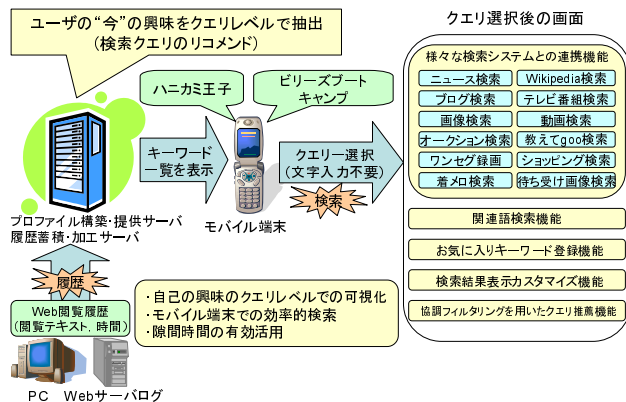 ユーザの“今”の興味をクエリレベルで抽出
(検索クエリのリコメンド)
ハニカミ王子
ビリーズブート
キャンプ
キーワード
一覧を表示
クエリー選択
(文字入力不要)
検索
プロファイル構築・提供サーバ
履歴蓄積・加工サーバ
モバイル端末
履歴
Web閲覧履歴
(閲覧テキスト,時間)
PC Webサーバログ
・自己の興味のクエリレベルでの可視化
・モバイル端末での効率的検索
・隙間時間の有効活用
クエリ選択後の画面
様々な検索システムとの連携機能
ニュース検索 Wikipedia検索
ブログ検索 テレビ番組検索
画像検索 動画検索
オークション検索 教えてgoo検索
ワンセグ録画 ショッピング検索
着メロ検索 待ち受け画像検索
関連語検索機能
お気に入りキーワード登録機能
検索結果表示カスタマイズ機能
協調フィルタリングを用いたクエリ推薦機能